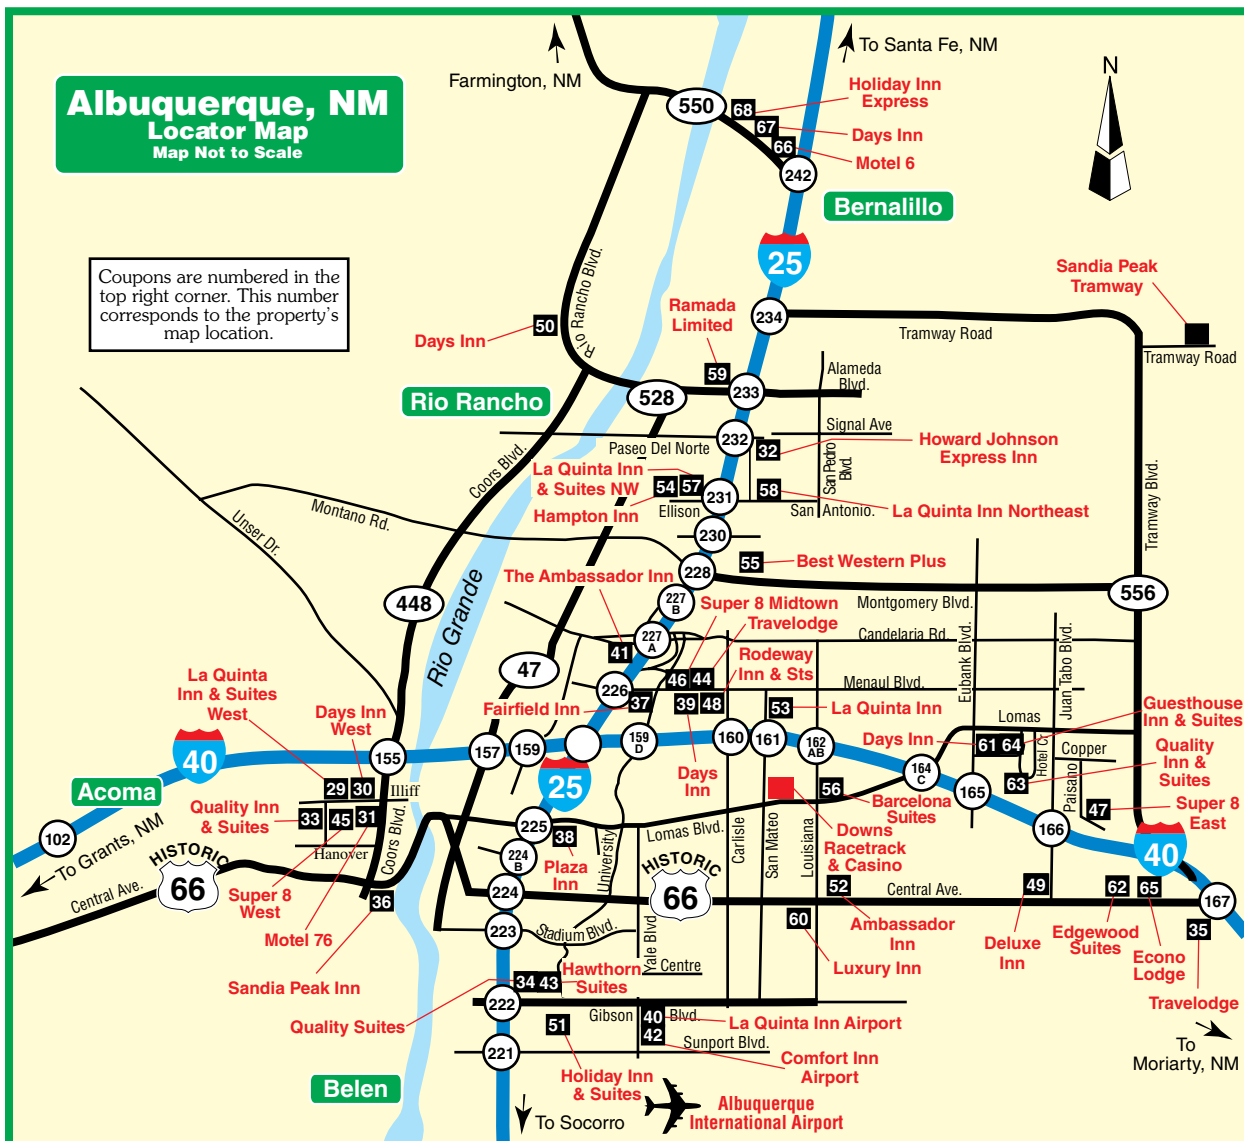 To Santa Fe, NM
Farmington, NM
N
Albuquerque, NM
Locator Map
Map Not to Scale
550
68
Holiday Inn
Express
67
Days Inn
66
Motel 6
242
Bernalillo
25
Coupons are numbered in the
top right corner. This number
corresponds to the property's
map location.
Rio Rancho Blvd.
50
Days Inn
Ramada
Limited
59
234
Sandia Peak
Tramway
Tramway Road
Tramway Road
Rio Rancho
528
233
Alameda
Blvd.
Signal Ave
232
Paseo Del Norte
32
Howard Johnson
Express Inn
San Pedro
Blvd.
Coors Blvd.
La Quinta Inn
& Suites NW
54
57
Hampton Inn
Ellison
231
58
San Antonio.
La Quinta Inn Northeast
Tramway Blvd.
Unser Dr.
Montano Rd.
230
228
55
Best Western Plus
The Ambassador Inn
227
B
448
Rio Grande
Super 8 Midtown
Travelodge
Montgomery Blvd.
556
Candelaria Rd.
227
A
41
Rodeway
Inn & Sts
47
46
44
Eubank Blvd.
Juan Tabo Blvd.
Menaul Blvd.
226
Fairfield Inn
37
39
48
53
La Quinta Inn
La Quinta
Inn & Suites
West
Days Inn
West
Lomas
Guesthouse
Inn & Suites
40
155
157
159
159
D
160
161
162
AB
Days Inn
61
64
Hotel C.
Copper
Quality
Inn &
Suites
Acoma
29
30
Illiff
25
Days
Inn
164
C
165
63
Paisano
47
Super 8
East
56
Barcelona
Suites
Quality Inn
& Suites
33
45
31
Coors Blvd.
Hanover
102
To Grants, NM
HISTORIC
66
Central Ave.
225
38
Plaza
Inn
University
Lomas Blvd.
Carlisle
San Mateo
Louisiana
Downs
Racetrack
& Casino
166
40
224
B
HISTORIC
66
Super 8
West
36
224
52
Central Ave.
49
62
65
167
35
Motel 76
223
Stadium Blvd.
Yale Blvd
60
Ambassador
Inn
Deluxe
Inn
Edgewood
Suites
Econo
Lodge
Sandia Peak Inn
34
43
Hawthorn
Suites
Centre
Luxury Inn
Travelodge
222
Quality Suites
51
Gibson
Blvd.
40
La Quinta Inn Airport
42
Sunport Blvd.
Comfort Inn
Airport
221
To
Moriarty, NM
Belen
Holiday Inn
& Suites
To Socorro
Albuquerque
International Airport